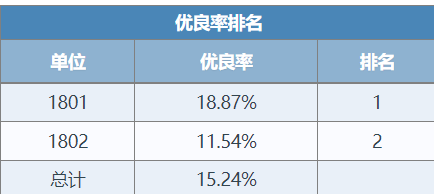 优良率排名
单位 优良率 排名
1801 18.87% 1
1802 11.54% 2
总计 15.24%